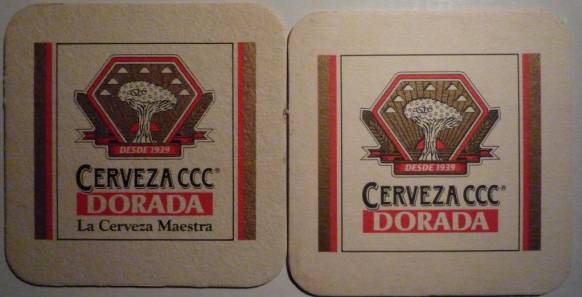 DESDE 1939
CERVEZA CCC®
DORADA
La Cerveza Maestra
DESDE 1939
CERVEZA CCC®
DORADA